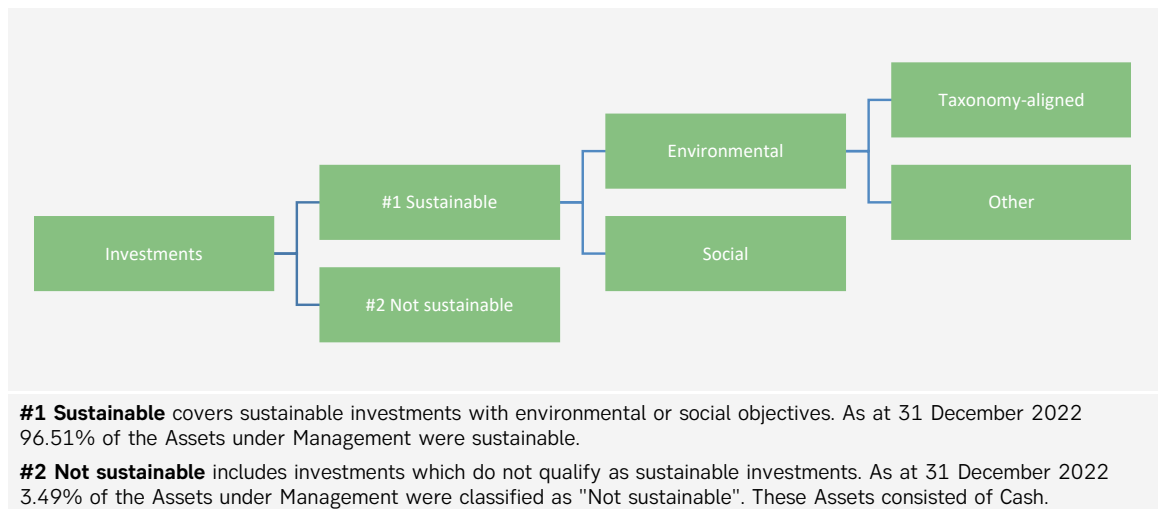 Taxonomy-aligned
Environmental
#1 Sustainable
Other
Investments
Social
#2 Not sustainable
#1 Sustainable covers sustainable investments with environmental or social objectives. As at 31 December 2022
96.51% of the Assets under Management were sustainable.
#2 Not sustainable includes investments which do not qualify as sustainable investments. As at 31 December 2022
3.49% of the Assets under Management were classified as "Not sustainable". These Assets consisted of Cash.